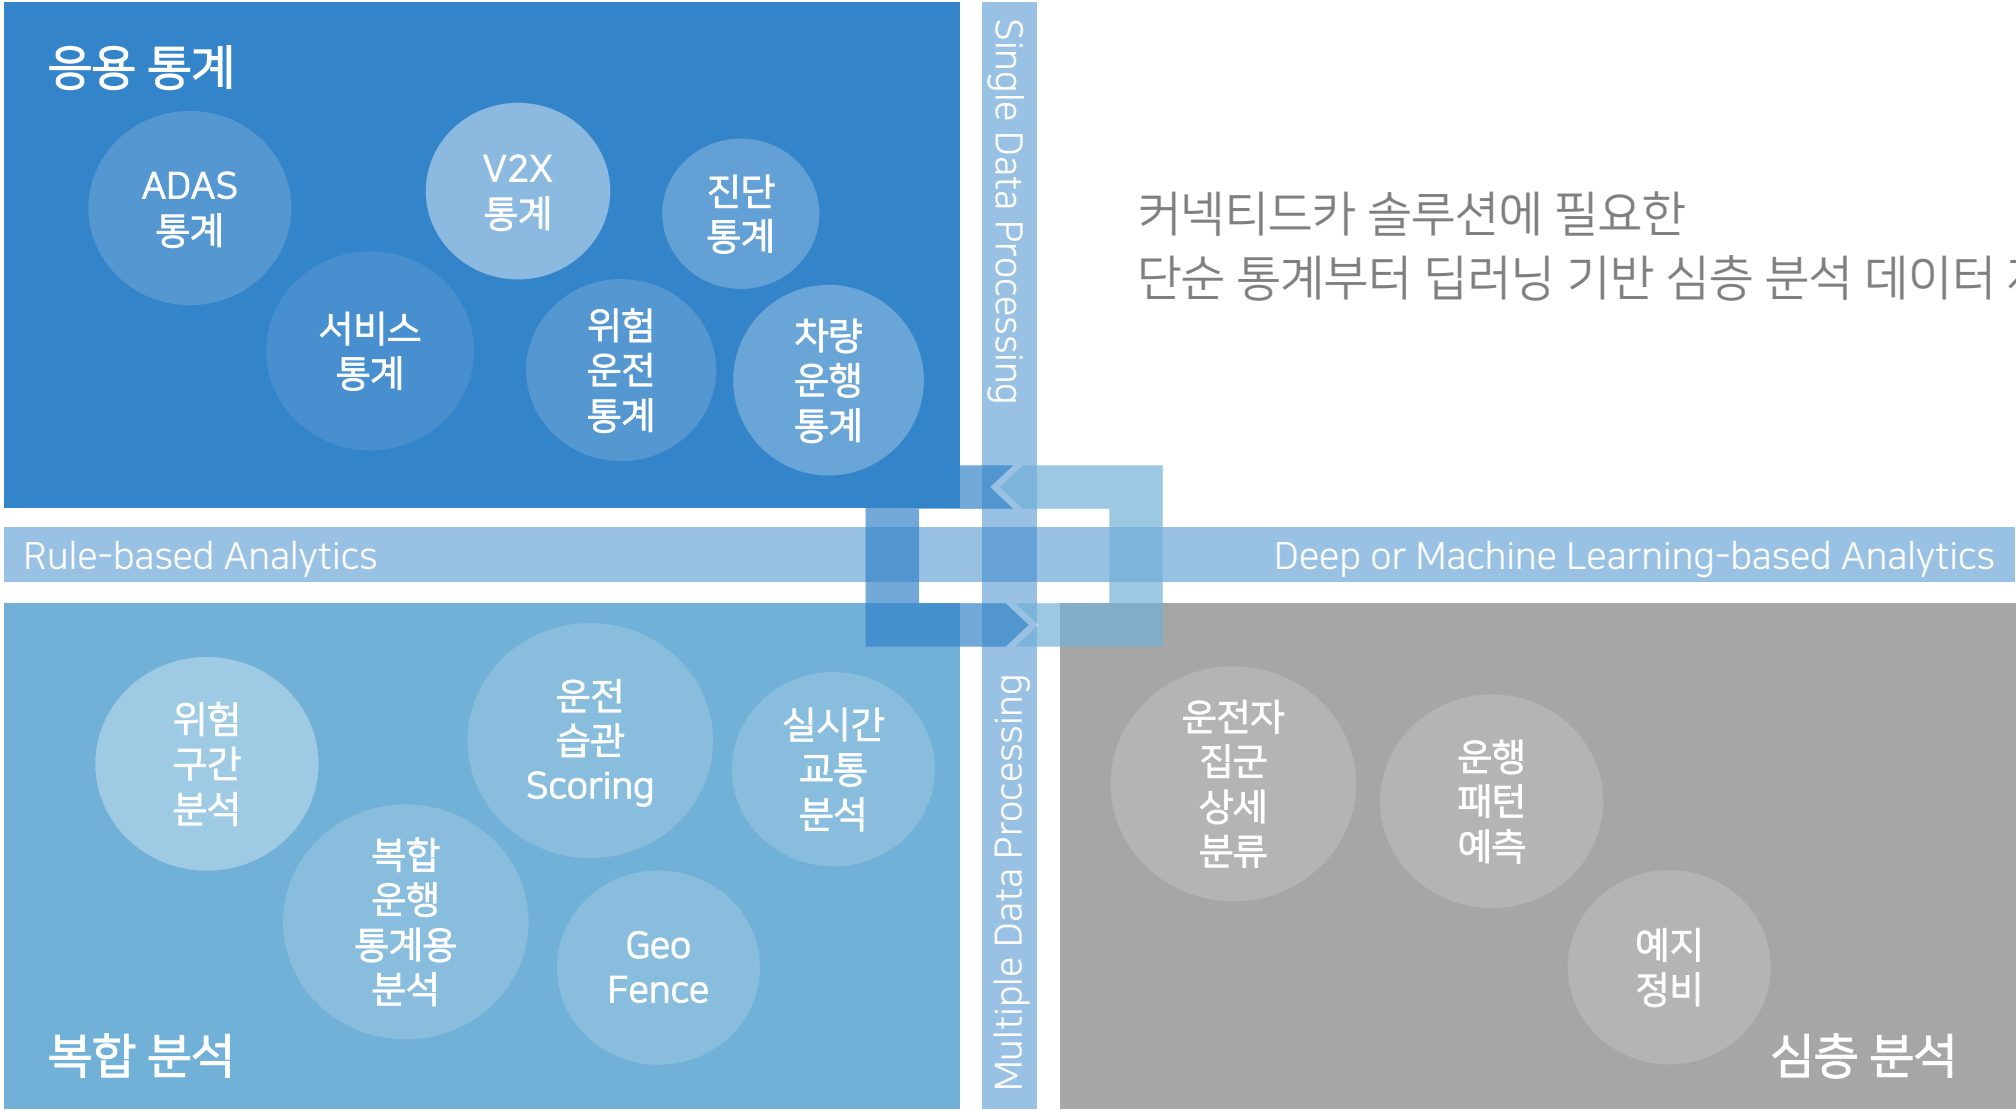 응용 통계
ADAS
통계
V2X
통계
진단
통계
서비스
통계
위험
운전
통계
차량
운행
통계
Single Data Processing
커넥티드카 솔루션에 필요한
단순 통계부터 딥러닝 기반 심층 분석 데이터
Rule-based Analytics
Deep or Machine Learning-based Analytics
위험
구간
분석
운전
습관
Scoring
실시간
교통
분석
복합
운행
통계용
분석
Geo
Fence
복합 분석
Multiple Data Processing
운전자
집군
상세
분류
운행
패턴
예측
예지
정비
심층 분석